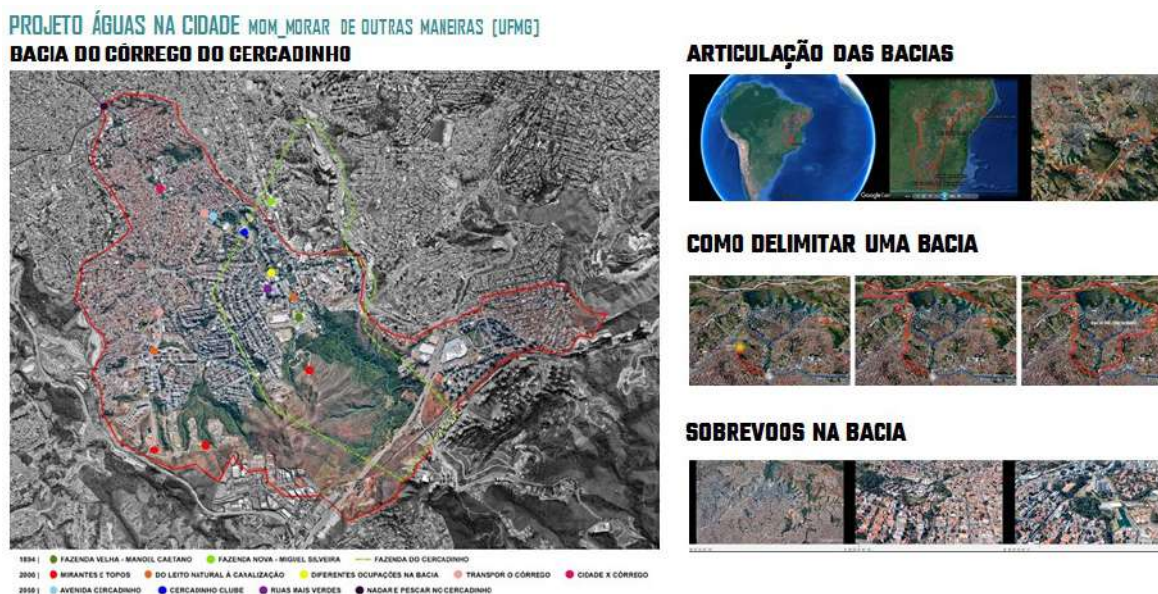 PROJETO ÁGUAS NA CIDADE MOM_MORAR DE OUTRAS MANEIRAS [UFMG]
BACIA DO CÓRREGO DO CERCADINHO
ARTICULAÇÃO DAS BACIAS
COMO DELIMITAR UMA BACIA
SOBREVOOS NA BACIA
1894 | FAZENDA VELHA - MANOEL CAETANO FAZENDA NOVA - MIGUEL SILVEIRA FAZENDA DO CERCADINHO
2000 | MIRANTES E TOPOS DO LEITO NATURAL À CANALIZAÇÃO DIFERENTES OCUPAÇÕES NA BACIA TRANSPOR O CÓRREGO CIDADE X CÓRREGO
AVENIDA CERCADINHO CERCADINHO CLUBE RUAS MAIS VERDES NADAR E PESCAR NO CERCADINHO